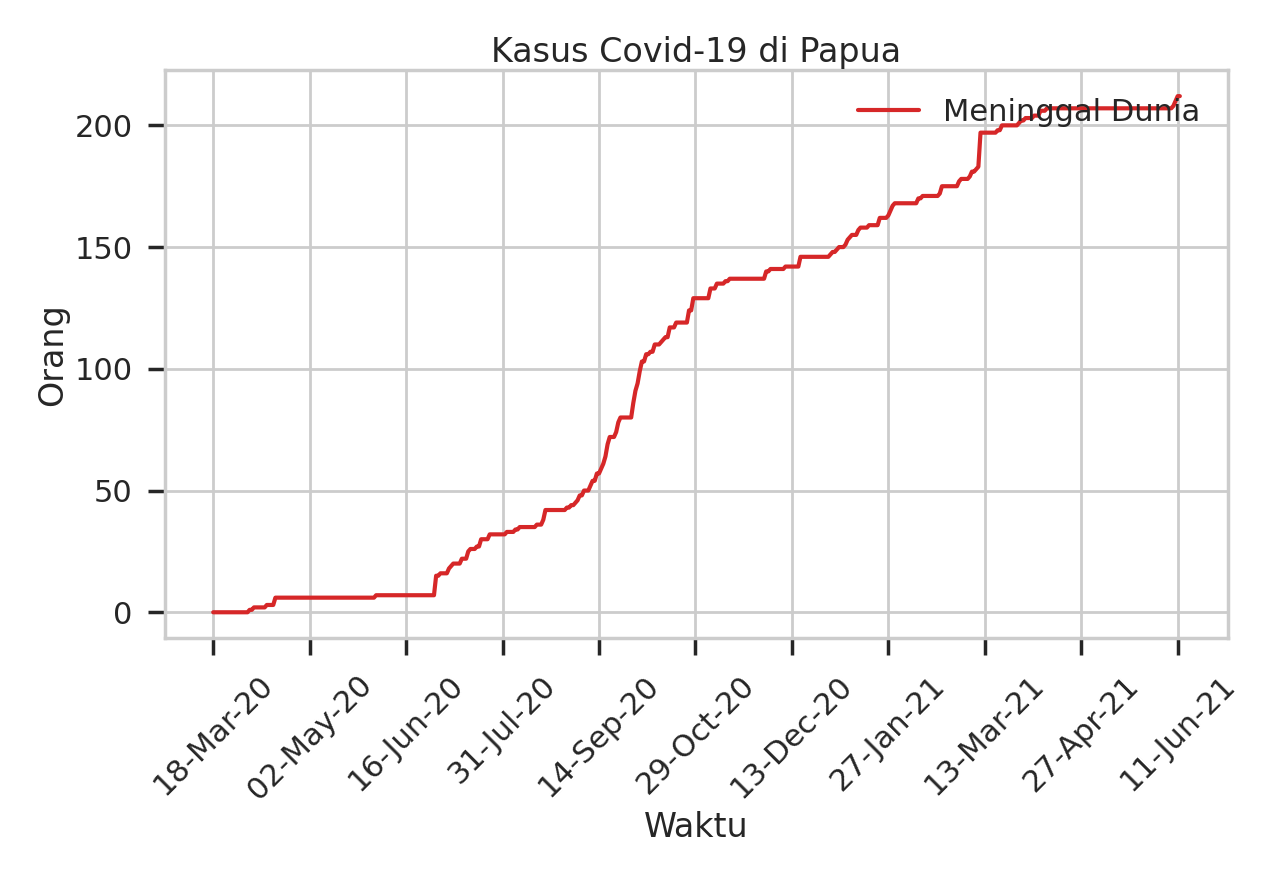 Kasus Covid-19 di Papua
Meninggal Dunia
Orang
200
150
100
50
0
18-Mar-20
02-May-20
16-Jun-20
31-Jul-20
14-Sep-20
29-Oct-20
13-Dec-20
27-Jan-21
13-Mar-21
27-Apr-21
11-Jun-21
Waktu